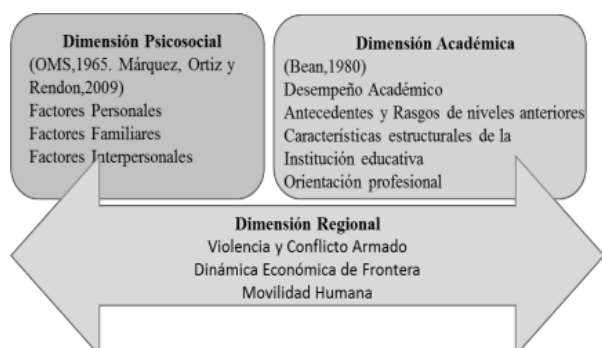 Dimensión Psicosocial
(OMS,1965. Márquez, Ortiz y
Rendon,2009)
Factores Personales
Factores Familiares
Factores Interpersonales
Dimensión Académica
(Bean,1980)
Desempeño Académico
Antecedentes y Rasgos de niveles anteriores
Características estructurales de la
Institución educativa
Orientación profesional
Dimensión Regional
Violencia y Conflicto Armado
Dinámica Económica de Frontera
Movilidad Humana